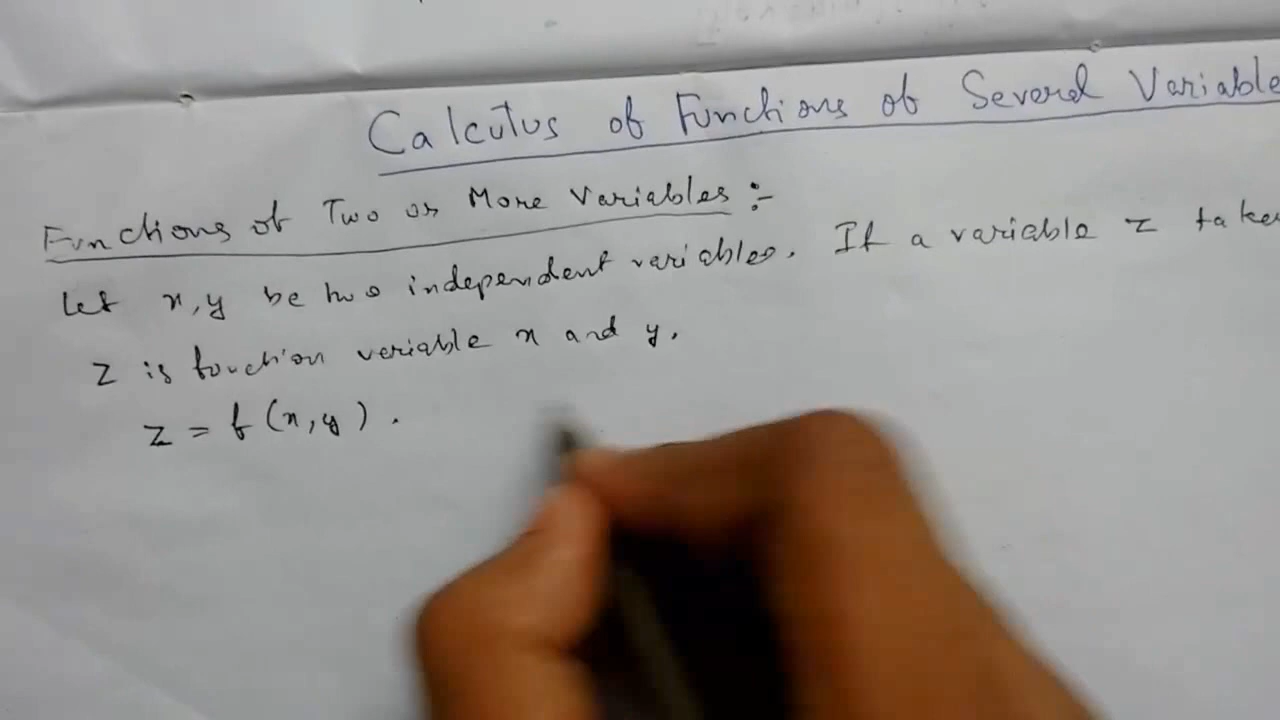 Calculus of Functions of Several Variable
Functions of Two or More Variables :-
Let x, y be two independent variables. If a variable z take
z is function variable x and y.
z = f(x, y).